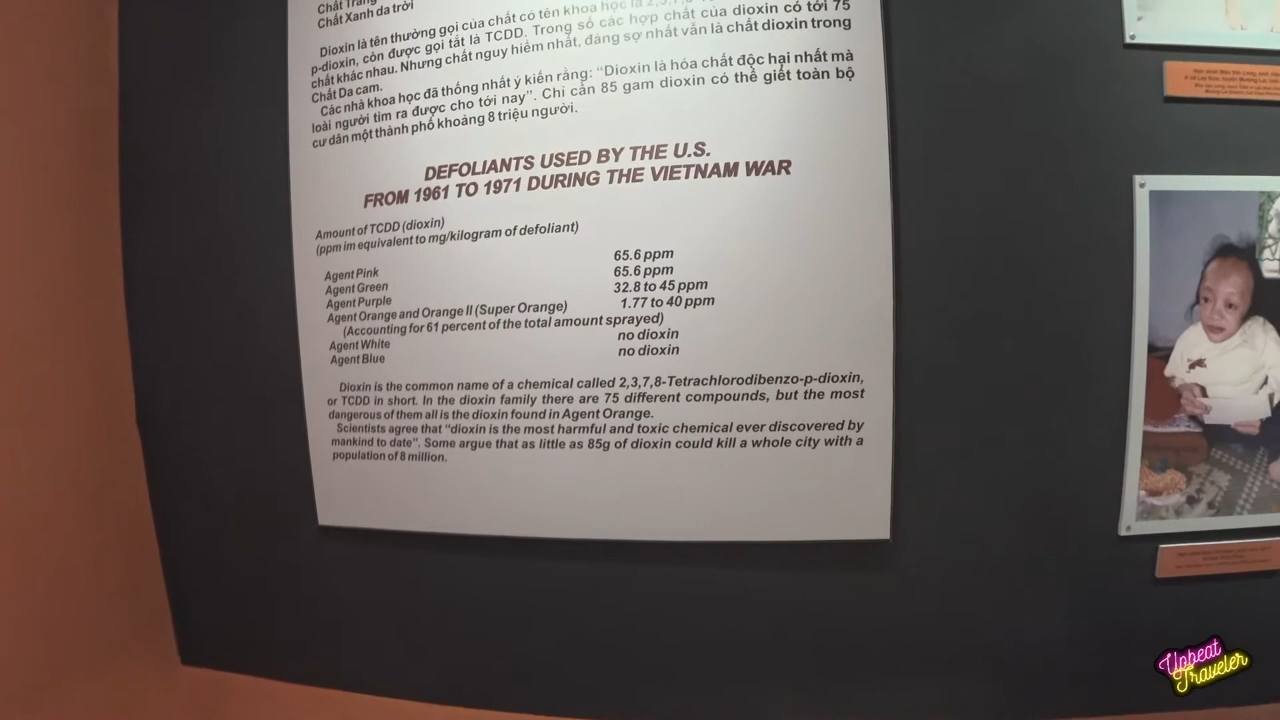 Chất Trắng
Chất Xanh da trời
Dioxin là tên thường gọi của chất có tên khoa học là 2,3,7,8
p-dioxin, còn được gọi tắt là TCDD. Trong số các hợp chất của dioxin có tới 75
chất khác nhau. Nhưng chất nguy hiểm nhất, đáng sợ nhất vẫn là chất dioxin trong
Chất Da cam.
Các nhà khoa học đã thống nhất ý kiến rằng: “Dioxin là hóa chất độc hại nhất mà
loài người tìm ra được cho tới nay”. Chỉ cần 85 gam dioxin có thể giết toàn bộ
cư dân một thành phố khoảng 8 triệu người.
DEFOLIANTS USED BY THE U.S.
FROM 1961 TO 1971 DURING THE VIETNAM WAR
Amount of TCDD (dioxin)
(ppm im equivalent to mg/kilogram of defoliant)
Agent Pink 65.6 ppm
Agent Green 65.6 ppm
Agent Purple 32.8 to 45 ppm
Agent Orange and Orange II (Super Orange) 1.77 to 40 ppm
(Accounting for 61 percent of the total amount sprayed)
Agent White no dioxin
Agent Blue no dioxin
Dioxin is the common name of a chemical called 2,3,7,8-Tetrachlorodibenzo-p-dioxin,
or TCDD in short. In the dioxin family there are 75 different compounds, but the most
dangerous of them all is the dioxin found in Agent Orange.
Scientists agree that “dioxin is the most harmful and toxic chemical ever discovered by
mankind to date”. Some argue that as little as 85g of dioxin could kill a whole city with a
population of 8 million.
Upbeat
Traveler